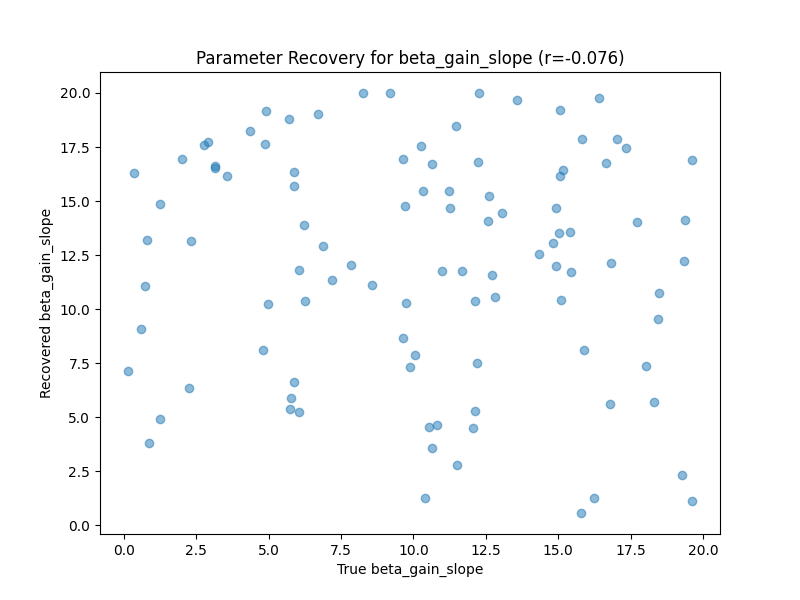 Parameter Recovery for beta_gain_slope (r=-0.076)
Recovered beta_gain_slope
20.0
17.5
15.0
12.5
10.0
7.5
5.0
2.5
0.0
0.0 2.5 5.0 7.5 10.0 12.5 15.0 17.5 20.0
True beta_gain_slope